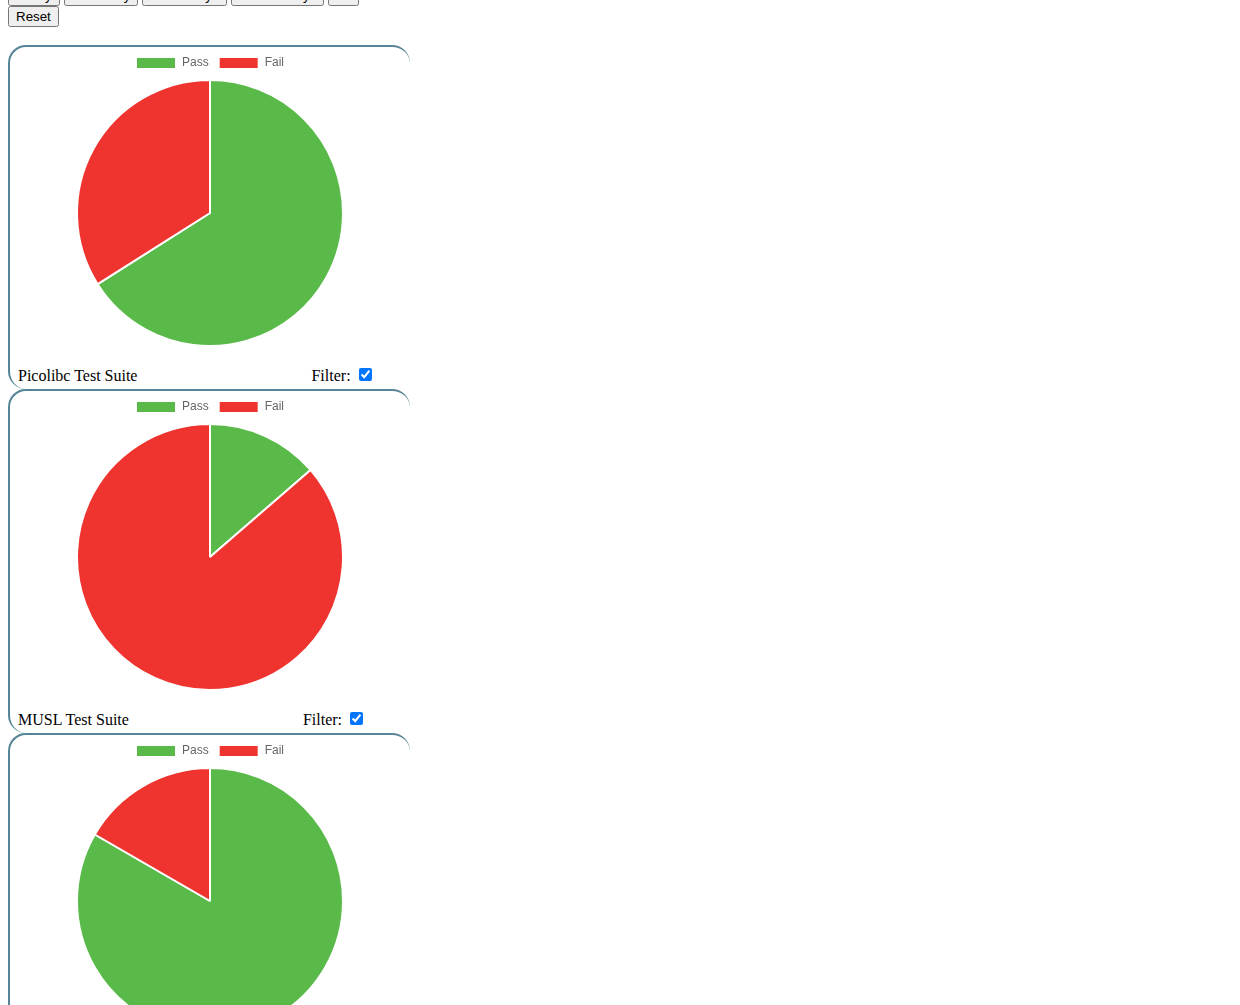 Reset
Pass Fail
Picolibc Test Suite Filter:
Pass Fail
MUSL Test Suite Filter:
Pass Fail